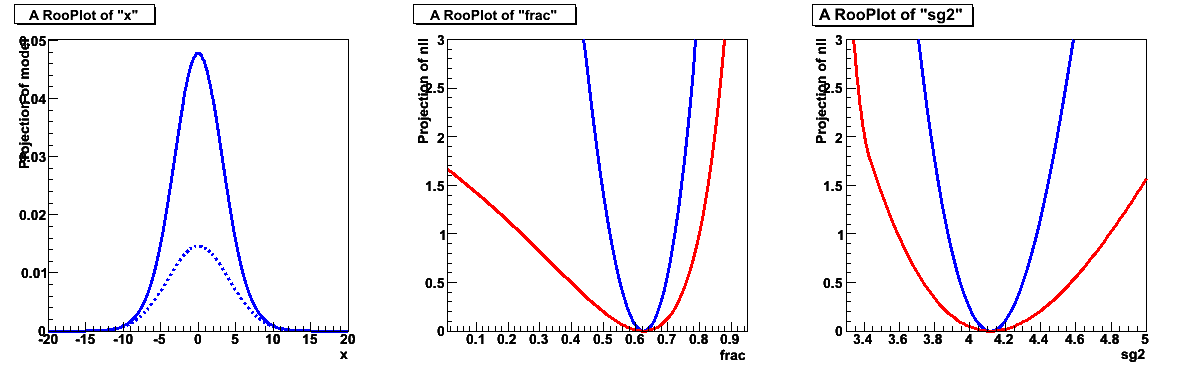 A RooPlot of "x"
Projection of model
0.05
0.04
0.03
0.02
0.01
0
-20 -15 -10 -5 0 5 10 15 20
x
A RooPlot of "frac"
Projection of nll
3
2.5
2
1.5
1
0.5
0
0.1 0.2 0.3 0.4 0.5 0.6 0.7 0.8 0.9
frac
A RooPlot of "sg2"
Projection of nll
3
2.5
2
1.5
1
0.5
0
3.4 3.6 3.8 4 4.2 4.4 4.6 4.8 5
sg2